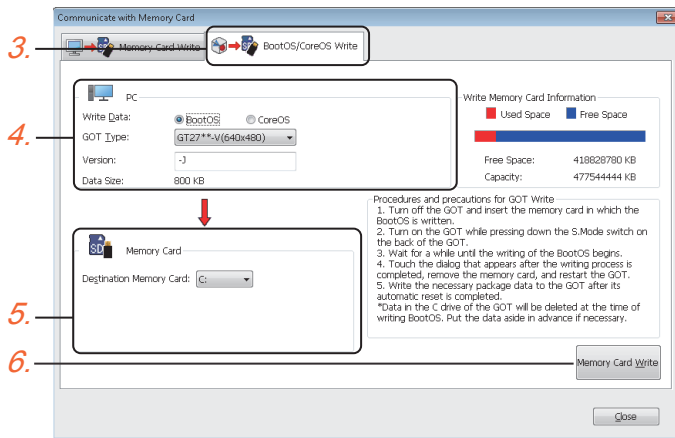 Communicate with Memory Card
3.
Memory Card Write
BootOS/CoreOS Write
4.
PC
Write Data:
BootOS
CoreOS
GOT Type:
GT27**-V(640x480)
Version:
-J
Data Size:
800 KB
Write Memory Card Information
Used Space
Free Space
Free Space:
418828780 KB
Capacity:
477544444 KB
5.
Memory Card
Destination Memory Card:
C:
Procedures and precautions for GOT Write
1. Turn off the GOT and insert the memory card in which the
BootOS is written.
2. Turn on the GOT while pressing down the S.Mode switch on
the back of the GOT.
3. Wait for a while until the writing of the BootOS begins.
4. Touch the dialog that appears after the writing process is
completed, remove the memory card, and restart the GOT.
5. Write the necessary package data to the GOT after its
automatic reset is completed.
*Data in the C drive of the GOT will be deleted at the time of
writing BootOS. Put the data aside in advance if necessary.
6.
Memory Card Write
Close